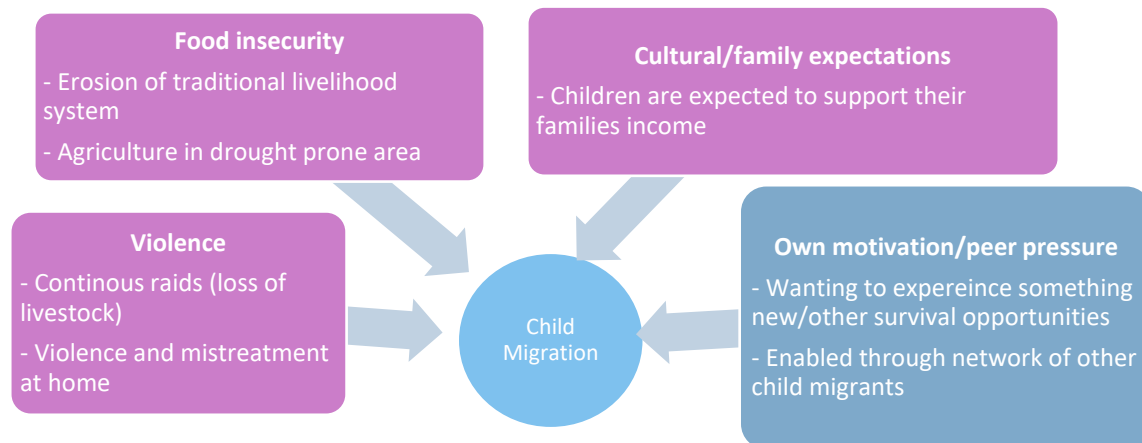 Food insecurity
- Erosion of traditional livelihood
system
- Agriculture in drought prone area
Cultural/family expectations
- Children are expected to support their
families income
Violence
- Continous raids (loss of
livestock)
- Violence and mistreatment
at home
Own motivation/peer pressure
- Wanting to expereince something
new/other survival opportunities
- Enabled through network of other
child migrants
Child
Migration